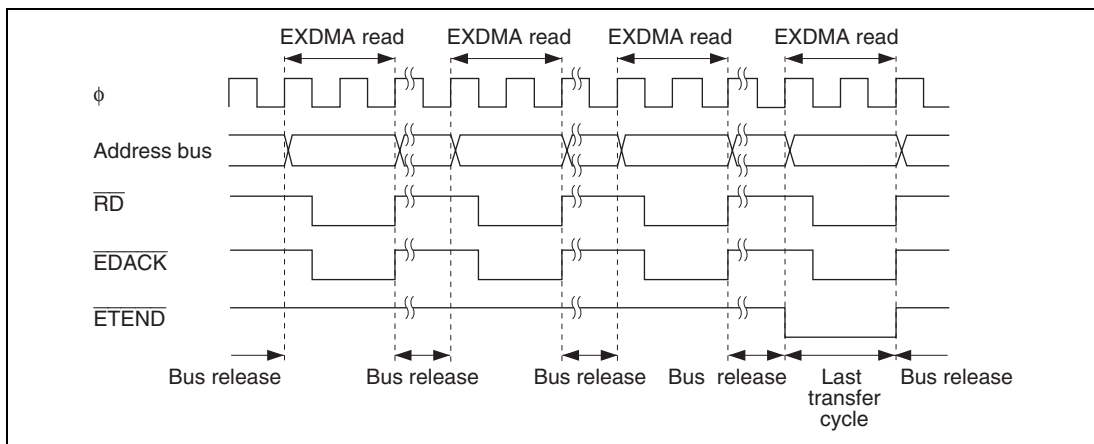 EXDMA read EXDMA read EXDMA read EXDMA read
ϕ
Address bus
RD
EDACK
ETEND
Bus release Bus release Bus release Bus release Last transfer cycle Bus release